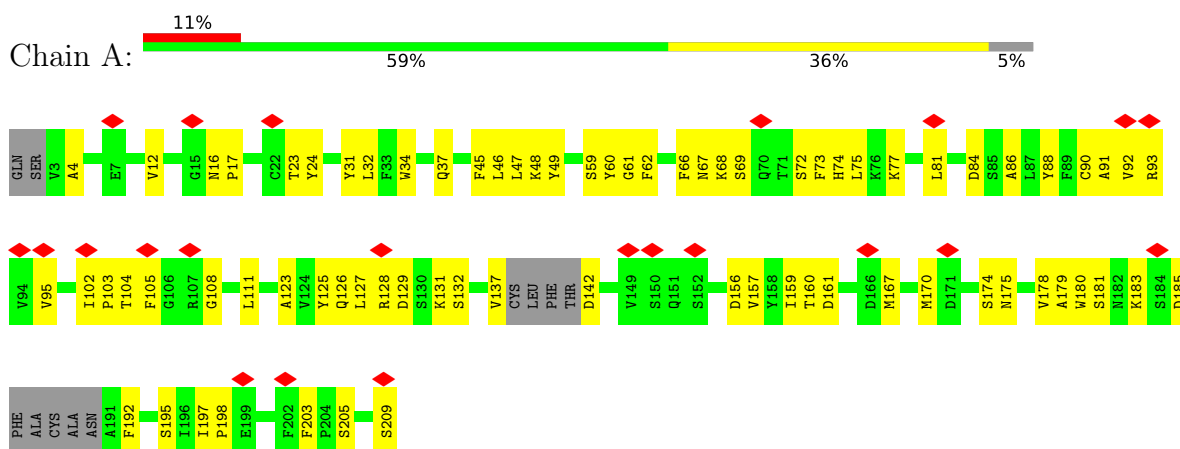 11%
Chain A:
59% 36% 5%
GLN SER V3 A4 E7 V12 G15 N16 P17 C22 T23 Y24 Y31 L32 F33 W34 Q37 F45 L46 L47 K48 Y49 S59 Y60 G61 F62 F66 N67 K68 S69 Q70 T71 S72 F73 H74 L75 K76 K77 L81 D84 S85 A86 L87 Y88 F89 C90 A91 V92 R93
V94 V95 I102 P103 T104 F105 G106 R107 G108 L111 A123 V124 Y125 Q126 L127 R128 D129 S130 K131 S132 V137 CYS LEU PHE THR D142 V149 S150 Q151 S152 D156 V157 Y158 I159 T160 D161 D166 M167 M170 D171 S174 N175 V178 A179 W180 S181 N182 K183 S184 D185
PHE ALA CYS ALA ASN A191 F192 S195 I196 I197 P198 E199 F202 F203 P204 S205 S209